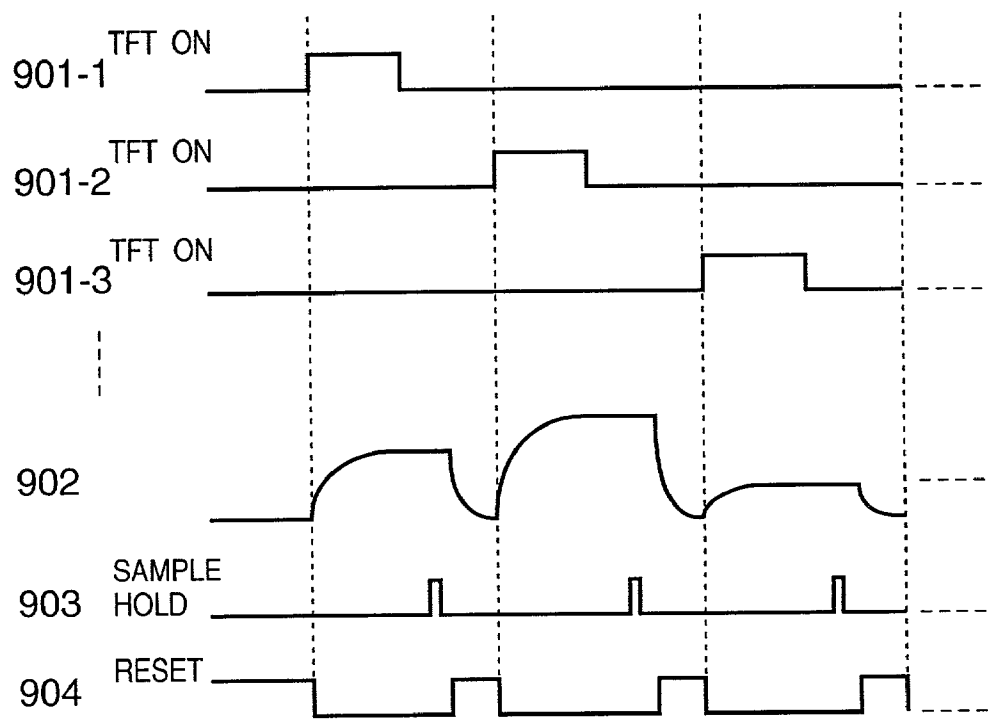 TFT ON
901-1
TFT ON
901-2
TFT ON
901-3
902
SAMPLE
903 HOLD
RESET
904